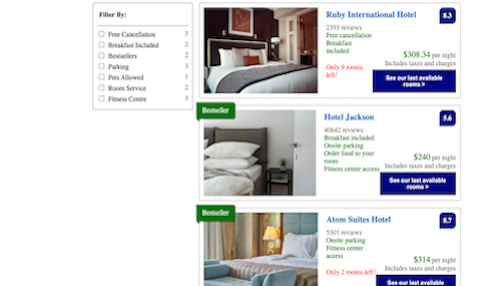 Filter By:
Free Cancellation 3
Breakfast Included 2
Bestsellers 2
Parking 3
Pets Allowed 1
Room Service 2
Fitness Centre 3
Ruby International Hotel 8.3
2393 reviews
Free cancellation
Breakfast
included
$308.34 per night
Includes taxes and charges
Only 9 rooms
left!
See our last available
rooms >
Bestseller
Hotel Jackson 5.6
40642 reviews
Breakfast included
Onsite parking
Order food to your
room
Fitness center access
$240 per night
Includes taxes and charges
See our last available
rooms >
Bestseller
Atom Suites Hotel 8.7
5301 reviews
Onsite parking
Fitness center
access
$314 per night
Includes taxes and charges
Only 2 rooms left!
See our last available